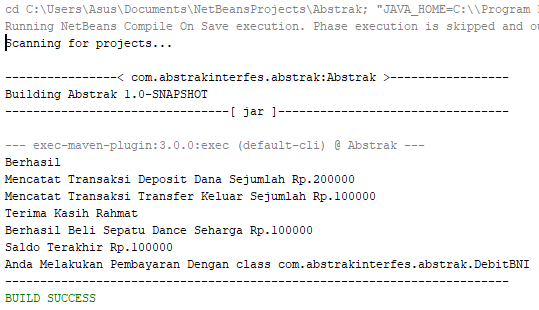 cd C:\Users\Asus\Documents\NetBeansProjects\Abstrak; "JAVA_HOME=C:\\Program
Running NetBeans Compile On Save execution. Phase execution is skipped and
Scanning for projects...
----------------< com.abstrakinterfes.abstrak:Abstrak >-----------------
Building Abstrak 1.0-SNAPSHOT
--------------------------------[ jar ]---------------------------------
--- exec-maven-plugin:3.0.0:exec (default-cli) @ Abstrak ---
Berhasil
Mencatat Transaksi Deposit Dana Sejumlah Rp.200000
Mencatat Transaksi Transfer Keluar Sejumlah Rp.100000
Terima Kasih Rahmat
Berhasil Beli Sepatu Dance Seharga Rp.100000
Saldo Terakhir Rp.100000
Anda Melakukan Pembayaran Dengan class com.abstrakinterfes.abstrak.DebitBNI
------------------------------------------------------------------------
BUILD SUCCESS